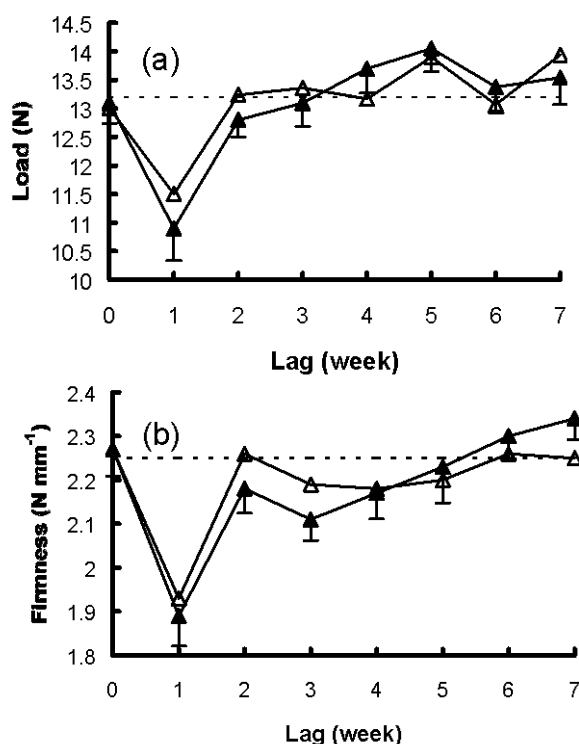 (a)
Load (N)
14.5
14
13.5
13
12.5
12
11.5
11
10.5
10
0 1 2 3 4 5 6 7
Lag (week)
(b)
Firmness (N mm⁻¹)
2.4
2.3
2.2
2.1
2
1.9
1.8
0 1 2 3 4 5 6 7
Lag (week)